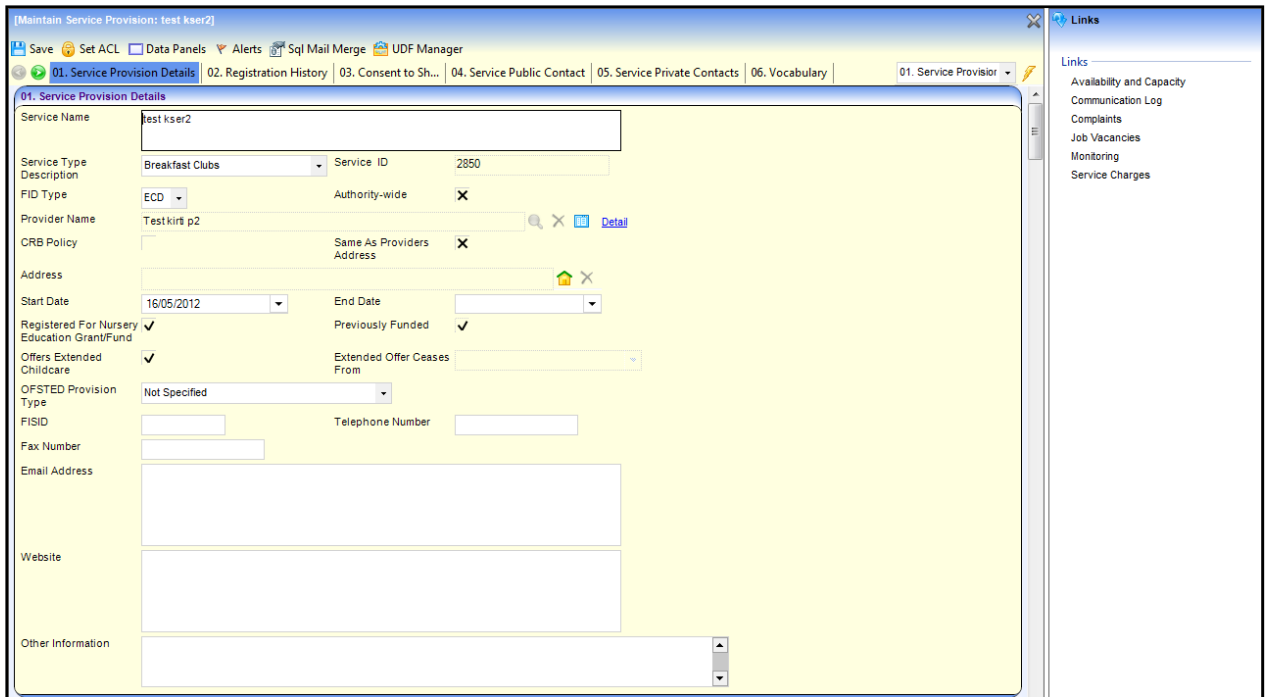 [Maintain Service Provision: test kser2]
Links
Save Set ACL Data Panels Alerts Sql Mail Merge UDF Manager
01. Service Provision Details 02. Registration History 03. Consent to Sh... 04. Service Public Contact 05. Service Private Contacts 06. Vocabulary 01. Service Provision
Links
Availability and Capacity
Communication Log
Complaints
Job Vacancies
Monitoring
Service Charges
01. Service Provision Details
Service Name test kser2
Service Type Description Breakfast Clubs Service ID 2850
FID Type ECD Authority-wide
Provider Name Test kirti p2 Detail
CRB Policy Same As Providers Address
Address
Start Date 16/05/2012 End Date
Registered For Nursery Education Grant/Fund Previously Funded
Offers Extended Childcare Extended Offer Ceases From
OFSTED Provision Type Not Specified
FISID Telephone Number
Fax Number
Email Address
Website
Other Information